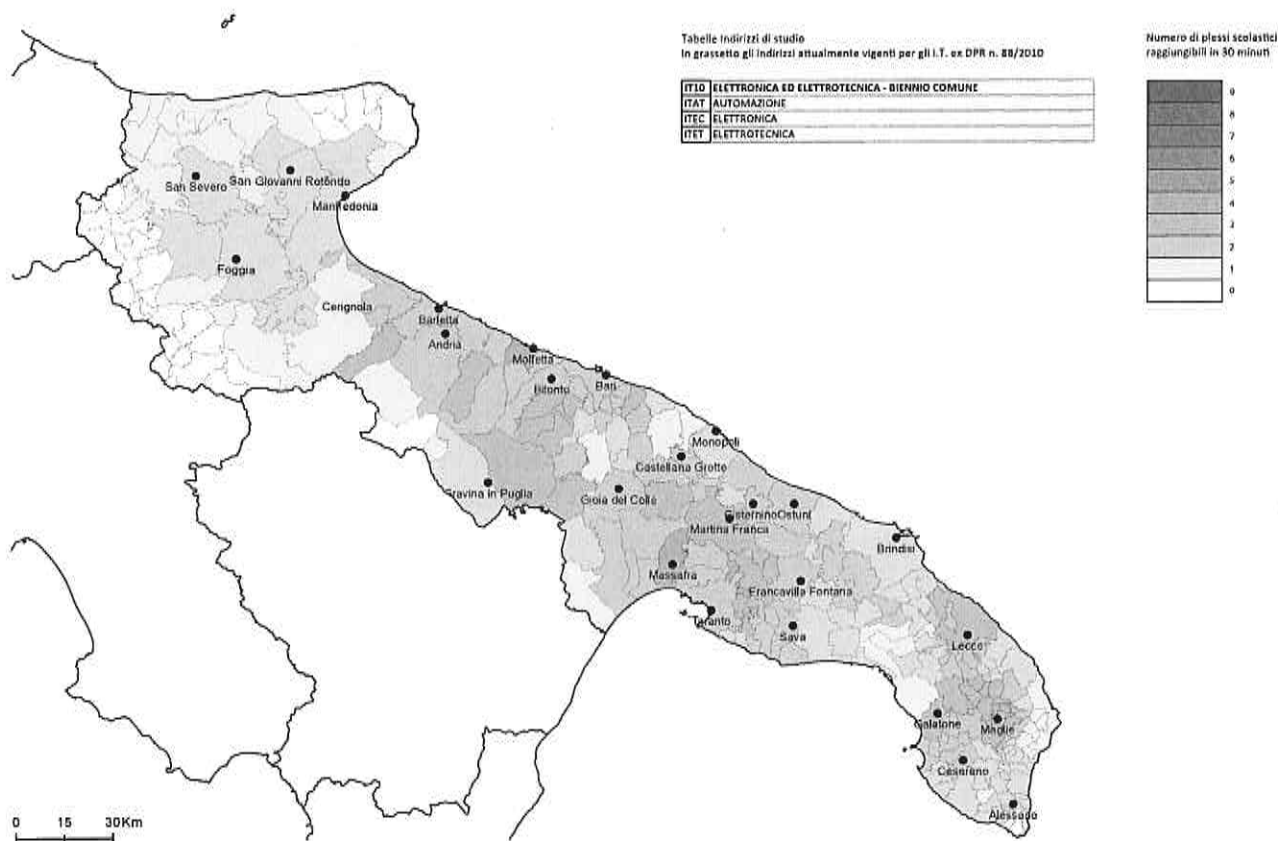 Tabelle Indirizzi di studio
In grassetto gli indirizzi attualmente vigenti per gli I.T. ex DPR n. 88/2010
IT10 ELETTRONICA ED ELETTROTECNICA - BIENNIO COMUNE
ITAT AUTOMAZIONE
ITEC ELETTRONICA
ITET ELETTROTECNICA
Numero di plessi scolastici
raggiungibili in 30 minuti
9
8
7
6
5
4
3
2
1
0
San Severo
San Giovanni Rotondo
Manfredonia
Foggia
Cerignola
Barletta
Andria
Molfetta
Bitonto
Bari
Monopoli
Castellana Grotte
Gravina in Puglia
Gioia del Colle
Cisternino
Ostuni
Martina Franca
Brindisi
Massafra
Francavilla Fontana
Taranto
Sava
Lecce
Galatone
Maglie
Casarano
Alessano
0 15 30Km